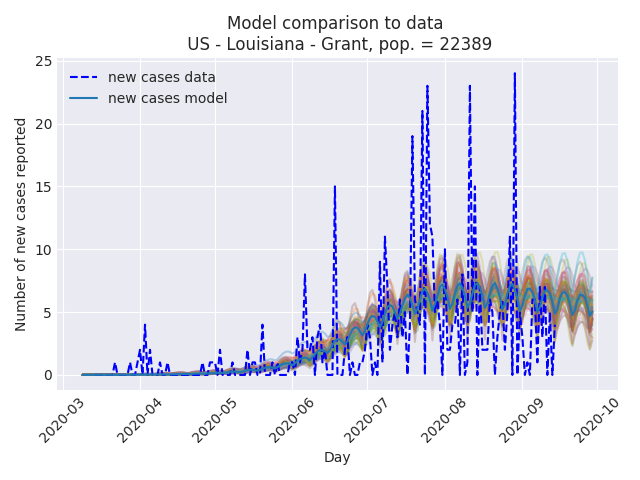 Model comparison to data
US - Louisiana - Grant, pop. = 22389
new cases data
new cases model
Number of new cases reported
25
20
15
10
5
0
2020-03
2020-04
2020-05
2020-06
2020-07
2020-08
2020-09
2020-10
Day